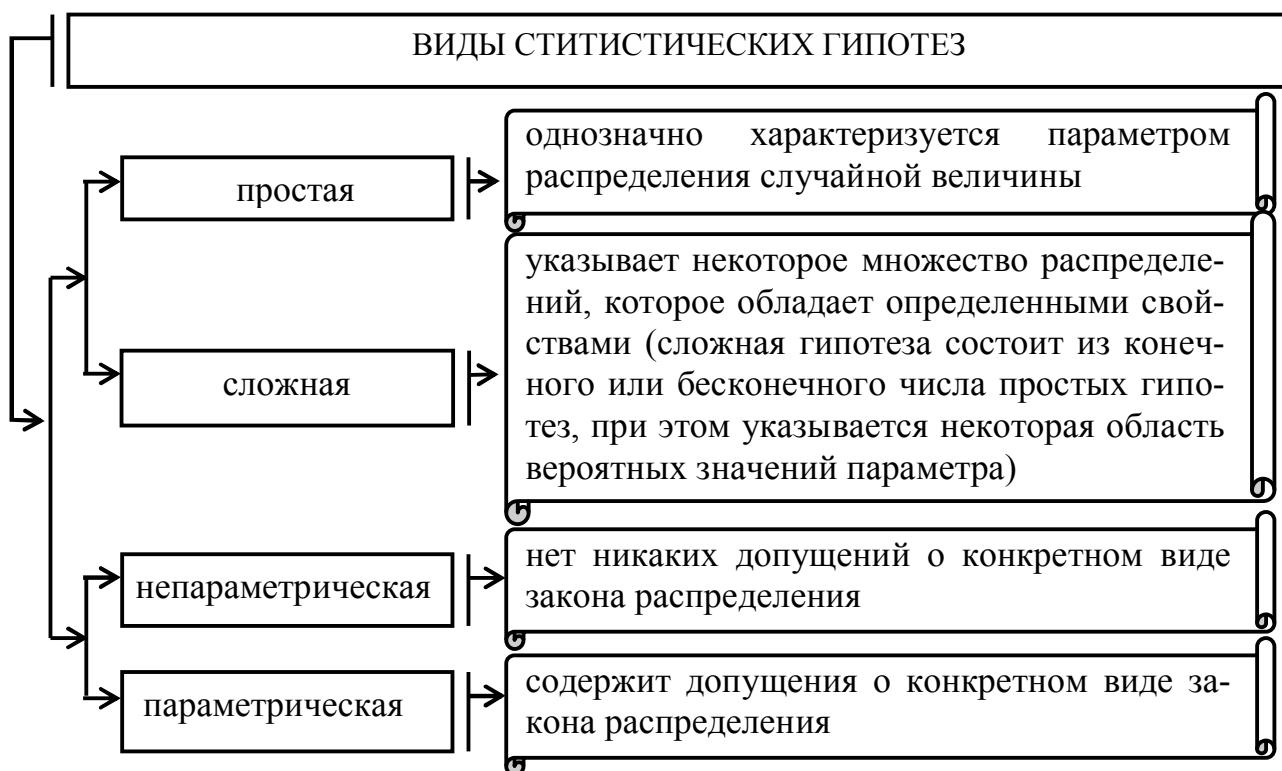 ВИДЫ СТИТИСТИЧЕСКИХ ГИПОТЕЗ
простая
однозначно характеризуется параметром
распределения случайной величины
сложная
указывает некоторое множество распределе-
ний, которое обладает определенными свой-
ствами (сложная гипотеза состоит из конеч-
ного или бесконечного числа простых гипо-
тез, при этом указывается некоторая область
вероятных значений параметра)
непараметрическая
нет никаких допущений о конкретном виде
закона распределения
параметрическая
содержит допущения о конкретном виде за-
кона распределения